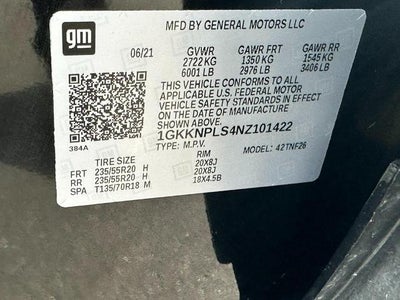 MFD BY GENERAL MOTORS LLC
gm
06/21 GVWR GAWR FRT GAWR RR
2722 KG 1350 KG 1545 KG
6001 LB 2976 LB 3406 LB
THIS VEHICLE CONFORMS TO ALL
APPLICABLE U.S. FEDERAL MOTOR
VEHICLE SAFETY AND THEFT PREVENTION
STANDARDS IN EFFECT ON THE
DATE OF MANUFACTURE SHOWN ABOVE.
1GKKNPLS4NZ101422
384A TYPE: M.P.V. MODEL: 42TNF26
TIRE SIZE RIM
FRT 235/55R20 H 20X8J
RR 235/55R20 H 20X8J
SPA T135/70R18 M 18X4.5B